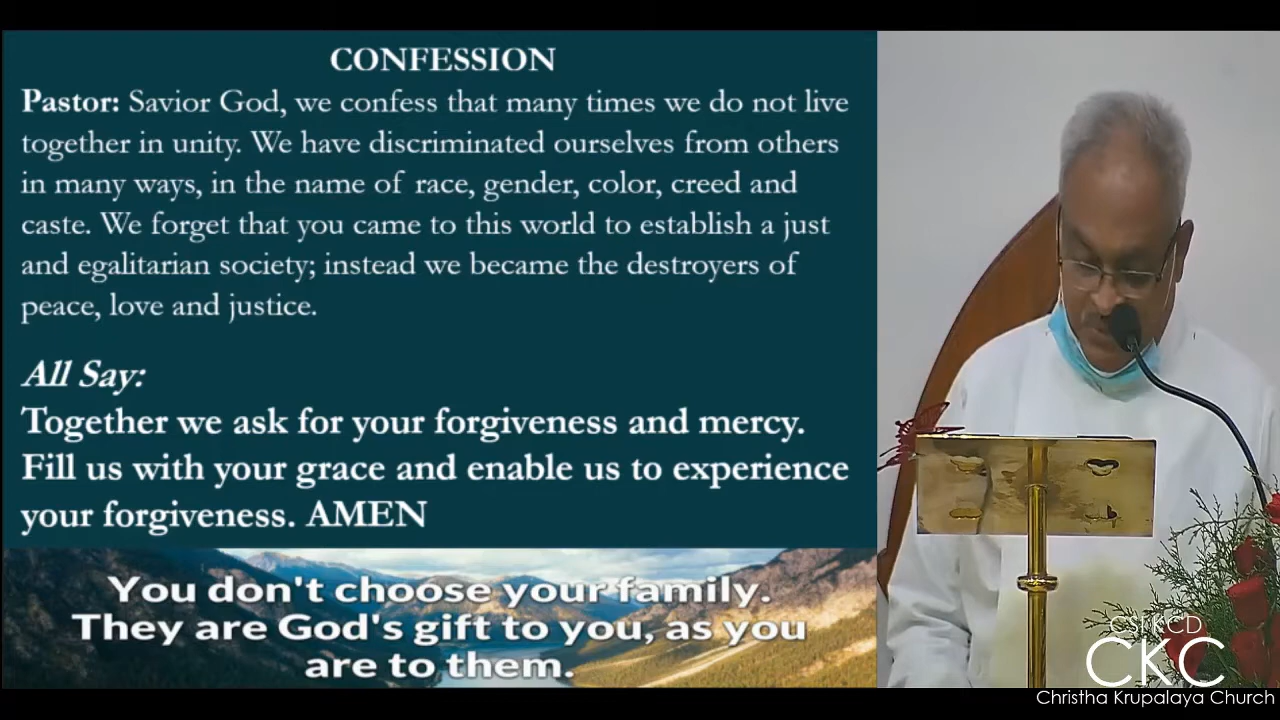 CONFESSION
Pastor: Savior God, we confess that many times we do not live
together in unity. We have discriminated ourselves from others
in many ways, in the name of race, gender, color, creed and
caste. We forget that you came to this world to establish a just
and egalitarian society; instead we became the destroyers of
peace, love and justice.
All Say:
Together we ask for your forgiveness and mercy.
Fill us with your grace and enable us to experience
your forgiveness. AMEN
You don't choose your family.
They are God's gift to you, as you
are to them.
CSI KCD
CKC
Christha Krupalaya Church